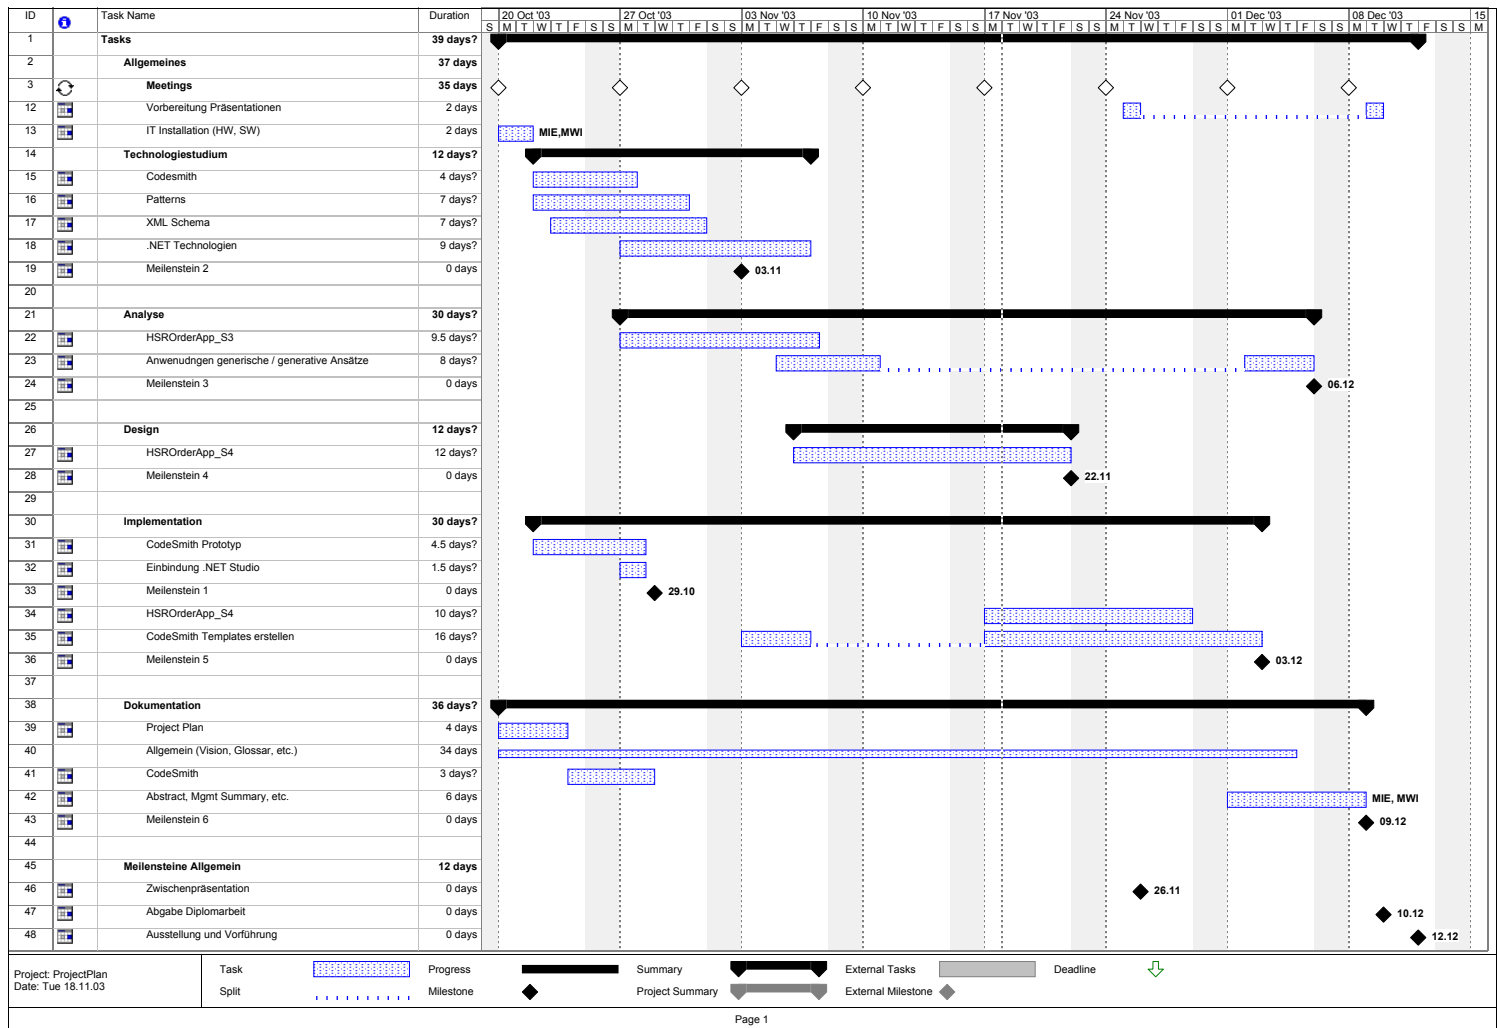 ID Task Name Duration 20 Oct '03 27 Oct '03 03 Nov '03 10 Nov '03 17 Nov '03 24 Nov '03 01 Dec '03 08 Dec '03 15
S M T W T F S S M T W T F S S M T W T F S S M T W T F S S M T W T F S S M T W T F S S M T W T F S S M T W T F S S M
1 Tasks 39 days?
2 Allgemeines 37 days
3 Meetings 35 days
12 Vorbereitung Präsentationen 2 days
13 IT Installation (HW, SW) 2 days MIE,MWI
14 Technologiestudium 12 days?
15 Codesmith 4 days?
16 Patterns 7 days?
17 XML Schema 7 days?
18 .NET Technologien 9 days?
19 Meilenstein 2 0 days 03.11
20
21 Analyse 30 days?
22 HSROrderApp_S3 9.5 days?
23 Anwenudngen generische / generative Ansätze 8 days?
24 Meilenstein 3 0 days 06.12
25
26 Design 12 days?
27 HSROrderApp_S4 12 days?
28 Meilenstein 4 0 days 22.11
29
30 Implementation 30 days?
31 CodeSmith Prototyp 4.5 days?
32 Einbindung .NET Studio 1.5 days?
33 Meilenstein 1 0 days 29.10
34 HSROrderApp_S4 10 days?
35 CodeSmith Templates erstellen 16 days?
36 Meilenstein 5 0 days 03.12
37
38 Dokumentation 36 days?
39 Project Plan 4 days
40 Allgemein (Vision, Glossar, etc.) 34 days
41 CodeSmith 3 days?
42 Abstract, Mgmt Summary, etc. 6 days MIE, MWI
43 Meilenstein 6 0 days 09.12
44
45 Meilensteine Allgemein 12 days
46 Zwischenpräsentation 0 days 26.11
47 Abgabe Diplomarbeit 0 days 10.12
48 Ausstellung und Vorführung 0 days 12.12
Project: ProjectPlan
Date: Tue 18.11.03
Task Progress Summary External Tasks Deadline
Split Milestone Project Summary External Milestone
Page 1